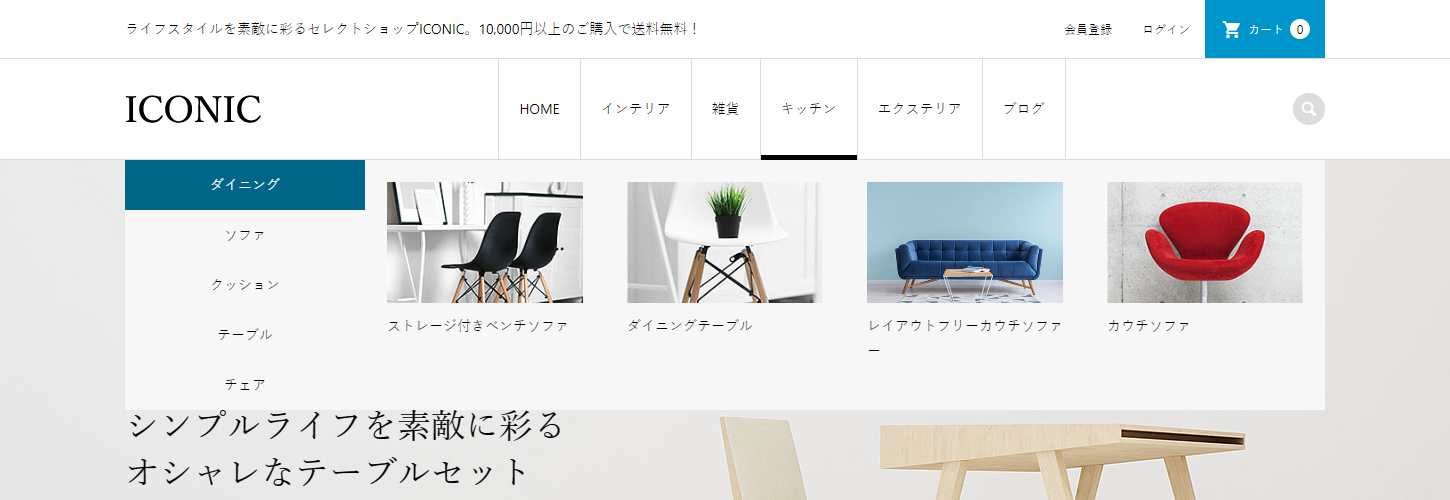 ライフスタイルを素敵に彩るセレクトショップICONIC。10,000円以上のご購入で送料無料！
会員登録
ログイン
カート 0
ICONIC
HOME
インテリア
雑貨
キッチン
エクステリア
ブログ
ダイニング
ソファ
クッション
テーブル
チェア
ストレージ付きベンチソファ
ダイニングテーブル
レイアウトフリーカウチソファ
ー
カウチソファ
シンプルライフを素敵に彩る
オシャレなテーブルセット